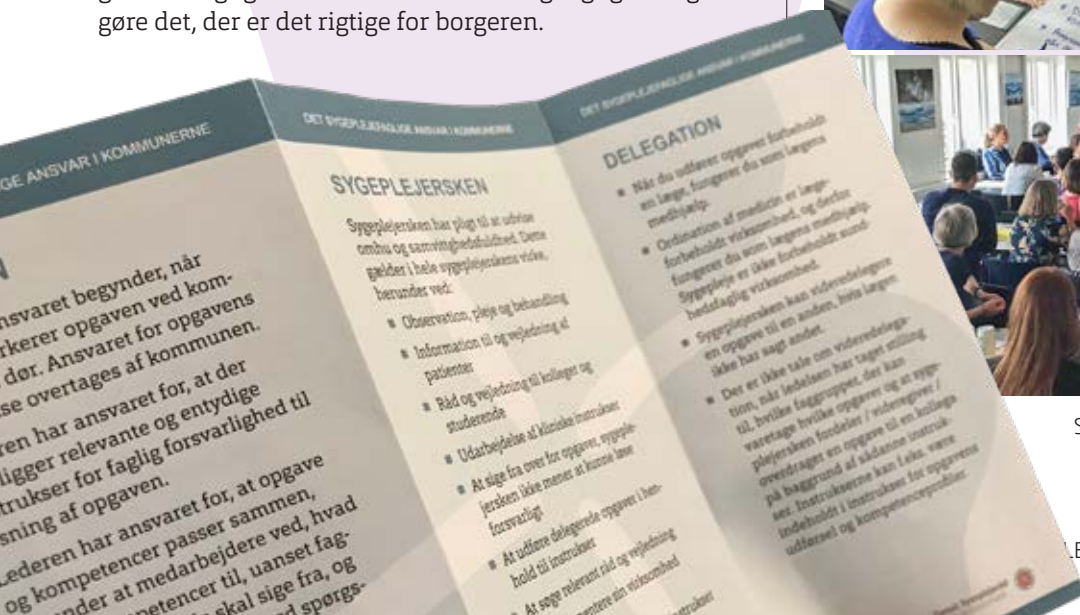 gøre det, der er det rigtige for borgeren.
GE ANSVAR I KOMMUNERNE
N
nsvaret begynder, når
rkerer opgaven ved kom-
dør. Ansvaret for opgavens
se overtages af kommunen.
ren har ansvaret for, at der
ligger relevante og entydige
trukser for faglig forsvarlighed til
sning af opgaven.
Lederen har ansvaret for, at opgave
og kompetencer passer sammen,
nder at medarbejdere ved, hvad
petencer til, uanset fag-
skal sige fra, og
spørgs-
DET SYGEPLEJEFAGLIGE ANSVAR I KOMMUNERNE
SYGEPLEJERSKEN
Sygeplejersken har pligt til at udvise
omhu og samvittighedsfuldhed. Dette
gælder i hele sygeplejerskens virke,
herunder ved:
Observation, pleje og behandling
Information til og vejledning af
patienter
Råd og vejledning til kolleger og
studerende
Udarbejdelse af kliniske instrukser
At sige fra over for opgaver, sygeple-
jersken ikke mener at kunne løse
forsvarligt
At udføre delegerede opgaver i hen-
hold til instrukser
At søge relevant råd og vejledning
sin virksomhed
DET SYGEPLEJEFAGLIGE ANSVAR I KOMMUNERNE
DELEGATION
Når du udfører opgaver forbeholdt
en læge, fungerer du som lægens
medhjælp.
Ordination af medicin er læge-
forbeholdt virksomhed, og derfor
fungerer du som lægens medhjælp.
Sygepleje er ikke forbeholdt sund-
hedsfaglig virksomhed.
Sygeplejersken kan videredelegere
en opgave til en anden, hvis lægen
ikke har sagt andet.
Der er ikke tale om videredelega-
tion, når ledelsen har taget stilling
til, hvilke faggrupper, der kan
varetage hvilke opgaver og at syge-
plejersken fordeler / videregiver /
overdrager en opgave til en kollega
på baggrund af sådanne instruk-
ser. Instrukserne kan f.eks. være
indeholdt i instrukser for opgavens
udførsel og kompetenceprofiler.
S
LE